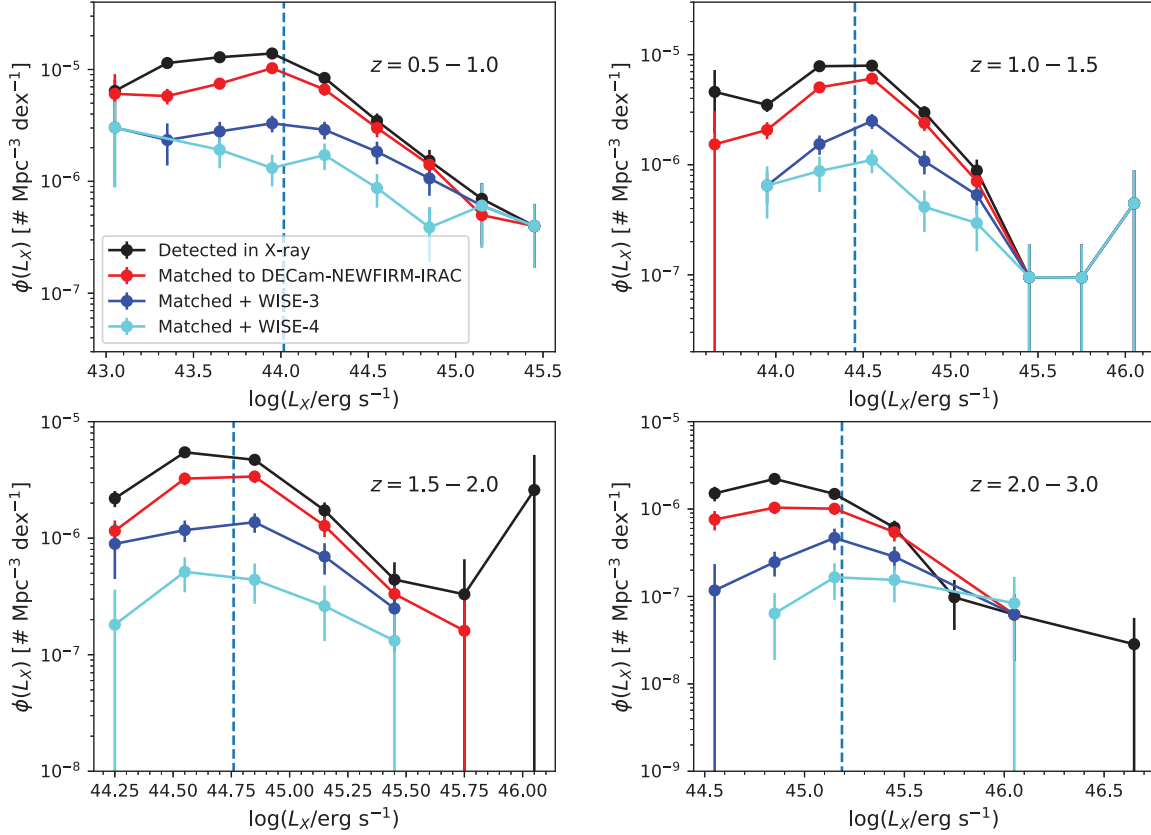 10⁻⁵
10⁻⁶
10⁻⁷
ϕ(L_X) [# Mpc⁻³ dex⁻¹]
z = 0.5 − 1.0
Detected in X-ray
Matched to DECam-NEWFIRM-IRAC
Matched + WISE-3
Matched + WISE-4
43.0 43.5 44.0 44.5 45.0 45.5
log(L_X/erg s⁻¹)
10⁻⁵
10⁻⁶
10⁻⁷
ϕ(L_X) [# Mpc⁻³ dex⁻¹]
z = 1.0 − 1.5
44.0 44.5 45.0 45.5 46.0
log(L_X/erg s⁻¹)
10⁻⁵
10⁻⁶
10⁻⁷
10⁻⁸
ϕ(L_X) [# Mpc⁻³ dex⁻¹]
z = 1.5 − 2.0
44.25 44.50 44.75 45.00 45.25 45.50 45.75 46.00
log(L_X/erg s⁻¹)
10⁻⁵
10⁻⁶
10⁻⁷
10⁻⁸
10⁻⁹
ϕ(L_X) [# Mpc⁻³ dex⁻¹]
z = 2.0 − 3.0
44.5 45.0 45.5 46.0 46.5
log(L_X/erg s⁻¹)